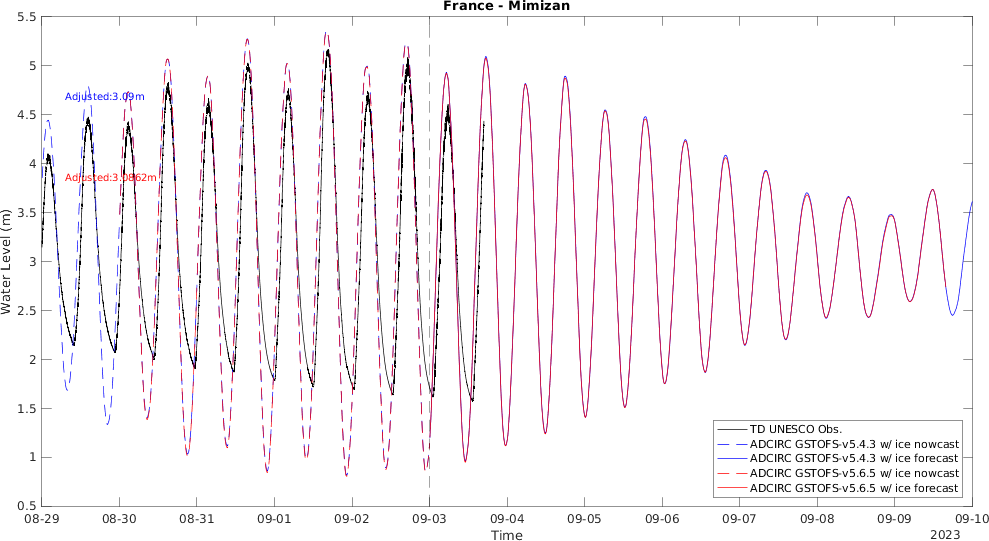 France - Mimizan
5.5
5
4.5
4
3.5
3
2.5
2
1.5
1
0.5
Water Level (m)
Adjusted:3.09m
Adjusted:3.0862m
TD UNESCO Obs.
ADCIRC GSTOFS-v5.4.3 w/ ice nowcast
ADCIRC GSTOFS-v5.4.3 w/ ice forecast
ADCIRC GSTOFS-v5.6.5 w/ ice nowcast
ADCIRC GSTOFS-v5.6.5 w/ ice forecast
08-29 08-30 08-31 09-01 09-02 09-03 09-04 09-05 09-06 09-07 09-08 09-09 09-10
Time
2023